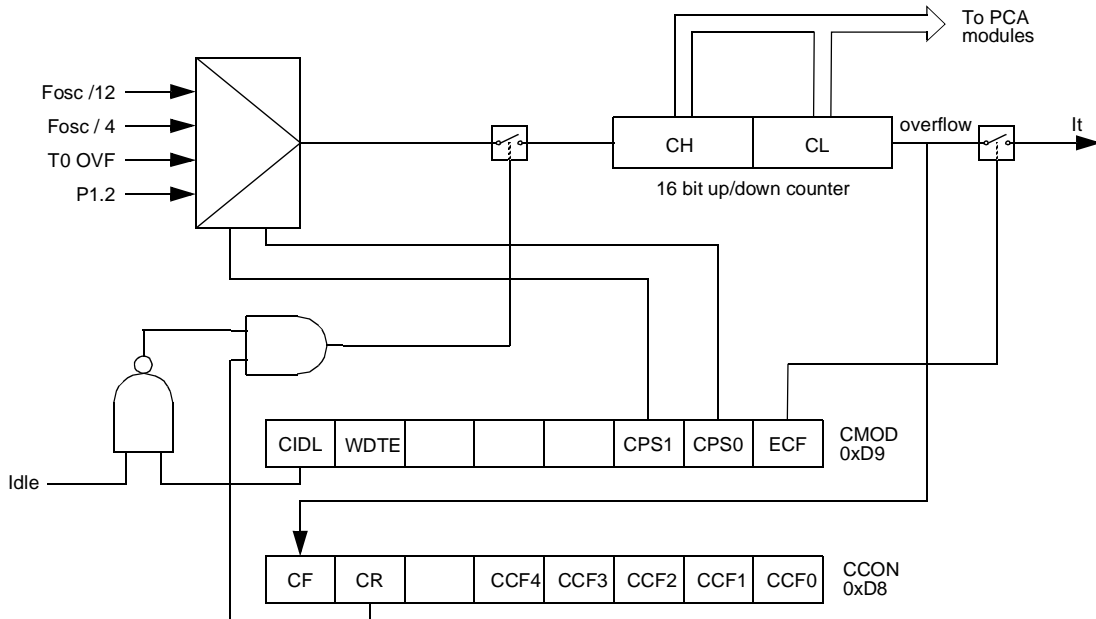 To PCA
modules
Fosc /12
Fosc / 4
T0 OVF
P1.2
CH
CL
overflow
It
16 bit up/down counter
CIDL
WDTE
CPS1
CPS0
ECF
CMOD
0xD9
Idle
CF
CR
CCF4
CCF3
CCF2
CCF1
CCF0
CCON
0xD8